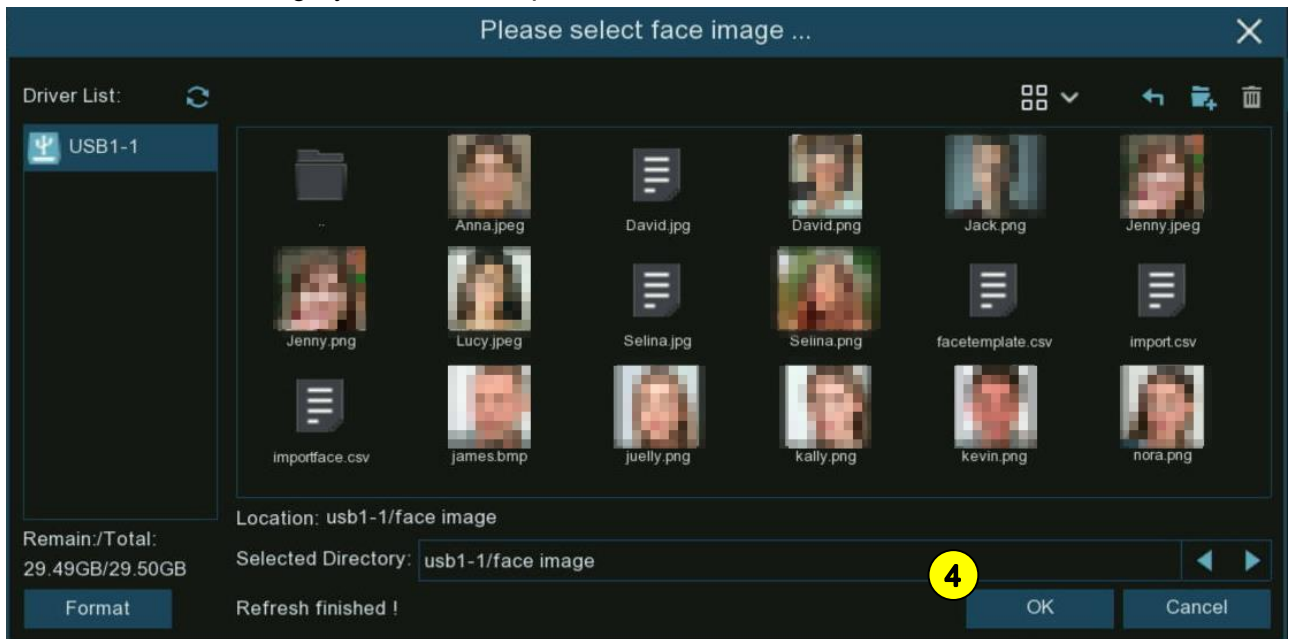 Please select face image ...
Driver List:
USB1-1
..
Anna.jpeg
David.jpg
David.png
Jack.png
Jenny.jpeg
Jenny.png
Lucy.jpeg
Selina.jpg
Selina.png
facetemplate.csv
import.csv
importface.csv
james.bmp
juelly.png
kally.png
kevin.png
nora.png
Location: usb1-1/face image
Remain:/Total:
29.49GB/29.50GB
Selected Directory: usb1-1/face image
4
Format
Refresh finished !
OK
Cancel